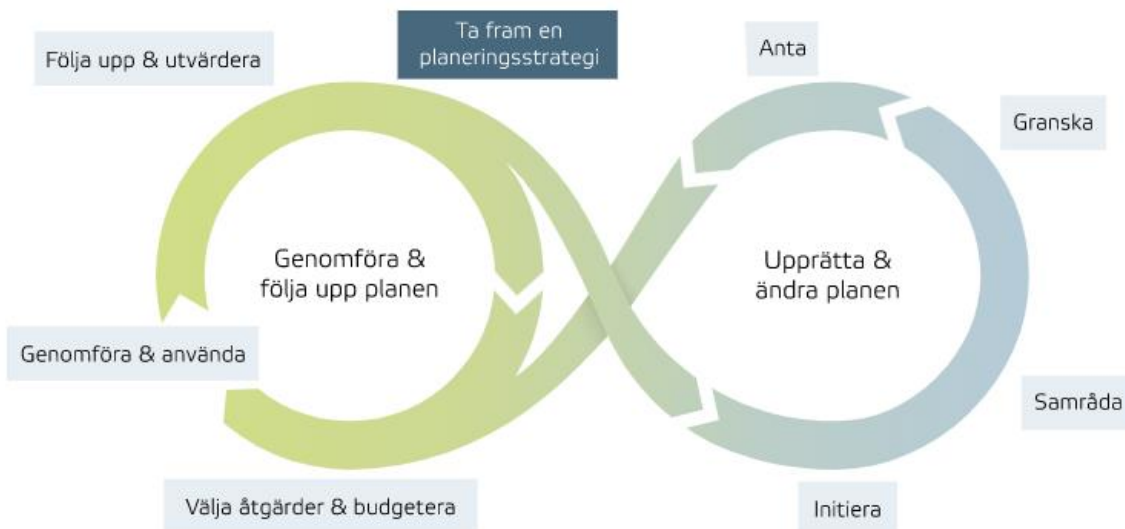 Ta fram en
planeringsstrategi
Följa upp & utvärdera
Anta
Granska
Genomföra &
följa upp planen
Upprätta &
ändra planen
Genomföra & använda
Samråda
Välja åtgärder & budgetera
Initiera